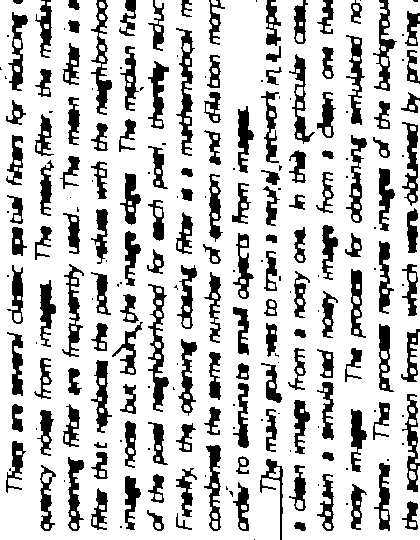 There are several classic spatial filters for reducing
quency noise from images. The mean filter, the median
opening filter are frequently used. The mean filter is a
filter that replaces the pixel values with the neighborhood
image noise but blurs the image edges. The median filter
of the pixel neighborhood for each pixel, thereby reduc
Finally, the opening closing filter is a mathematical m
combines the same number of erosion and dilation morp
order to eliminate small objects from images.
The main goal was to train a neural network in a super
a clean image from a noisy one. In this particular case,
obtain a simulated noisy image from a clean one tha
noisy images. The process for obtaining simulated no
scheme. This process requires images of the backgrou
the acquisition forms, which were obtained by printing